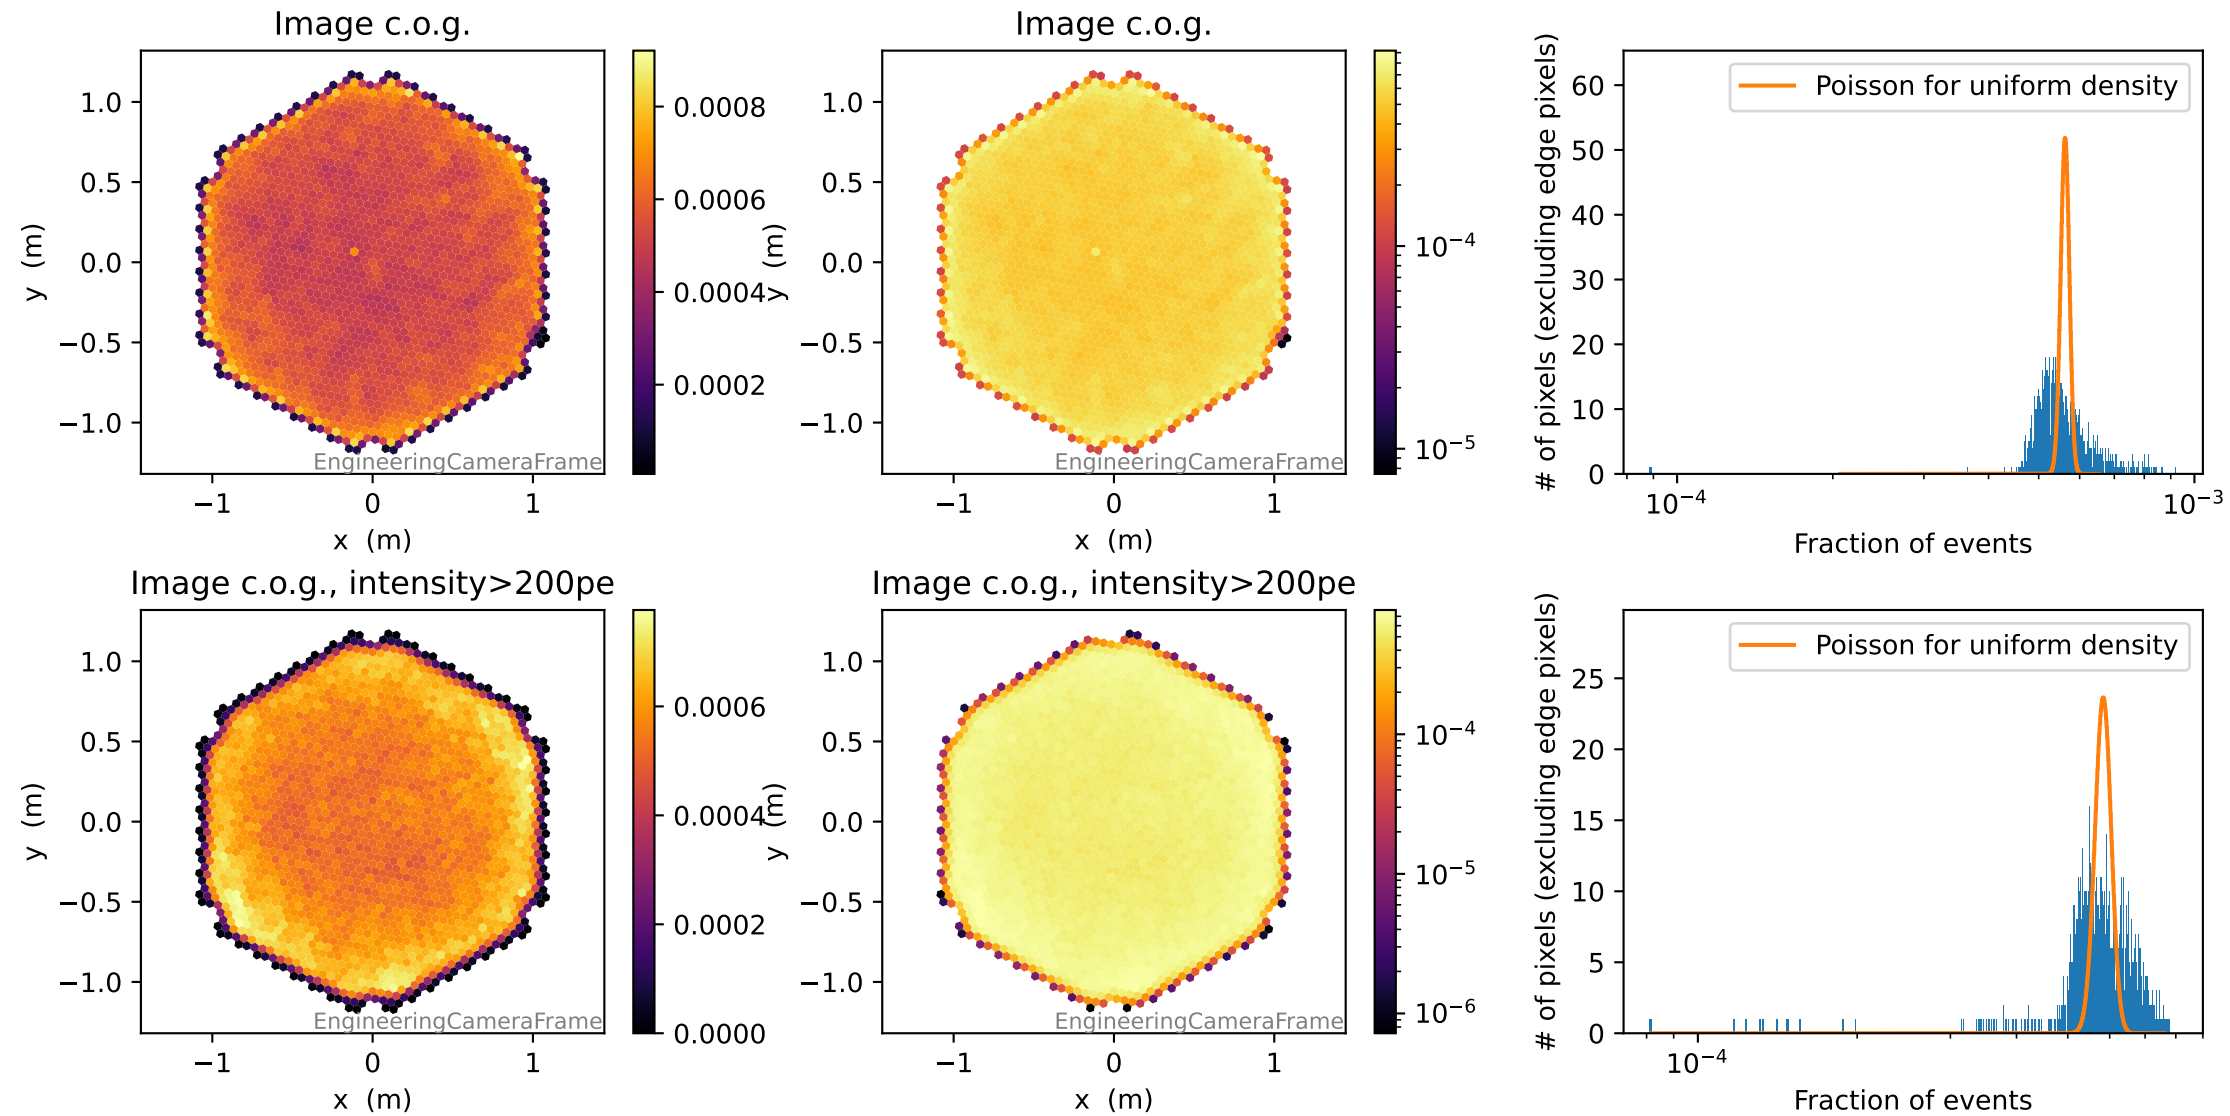 Image c.o.g.
1.0
0.5
0.0
−0.5
−1.0
y (m)
−1
0
1
x (m)
EngineeringCameraFrame
0.0008
0.0006
0.0004
0.0002
Image c.o.g.
1.0
0.5
0.0
−0.5
−1.0
y (m)
−1
0
1
x (m)
EngineeringCameraFrame
10⁻⁴
10⁻⁵
Poisson for uniform density
60
50
40
30
20
10
0
# of pixels (excluding edge pixels)
10⁻⁴
10⁻³
Fraction of events
Image c.o.g., intensity>200pe
1.0
0.5
0.0
−0.5
−1.0
y (m)
−1
0
1
x (m)
EngineeringCameraFrame
0.0006
0.0004
0.0002
0.0000
Image c.o.g., intensity>200pe
1.0
0.5
0.0
−0.5
−1.0
y (m)
−1
0
1
x (m)
EngineeringCameraFrame
10⁻⁴
10⁻⁵
10⁻⁶
Poisson for uniform density
25
20
15
10
5
0
# of pixels (excluding edge pixels)
10⁻⁴
Fraction of events